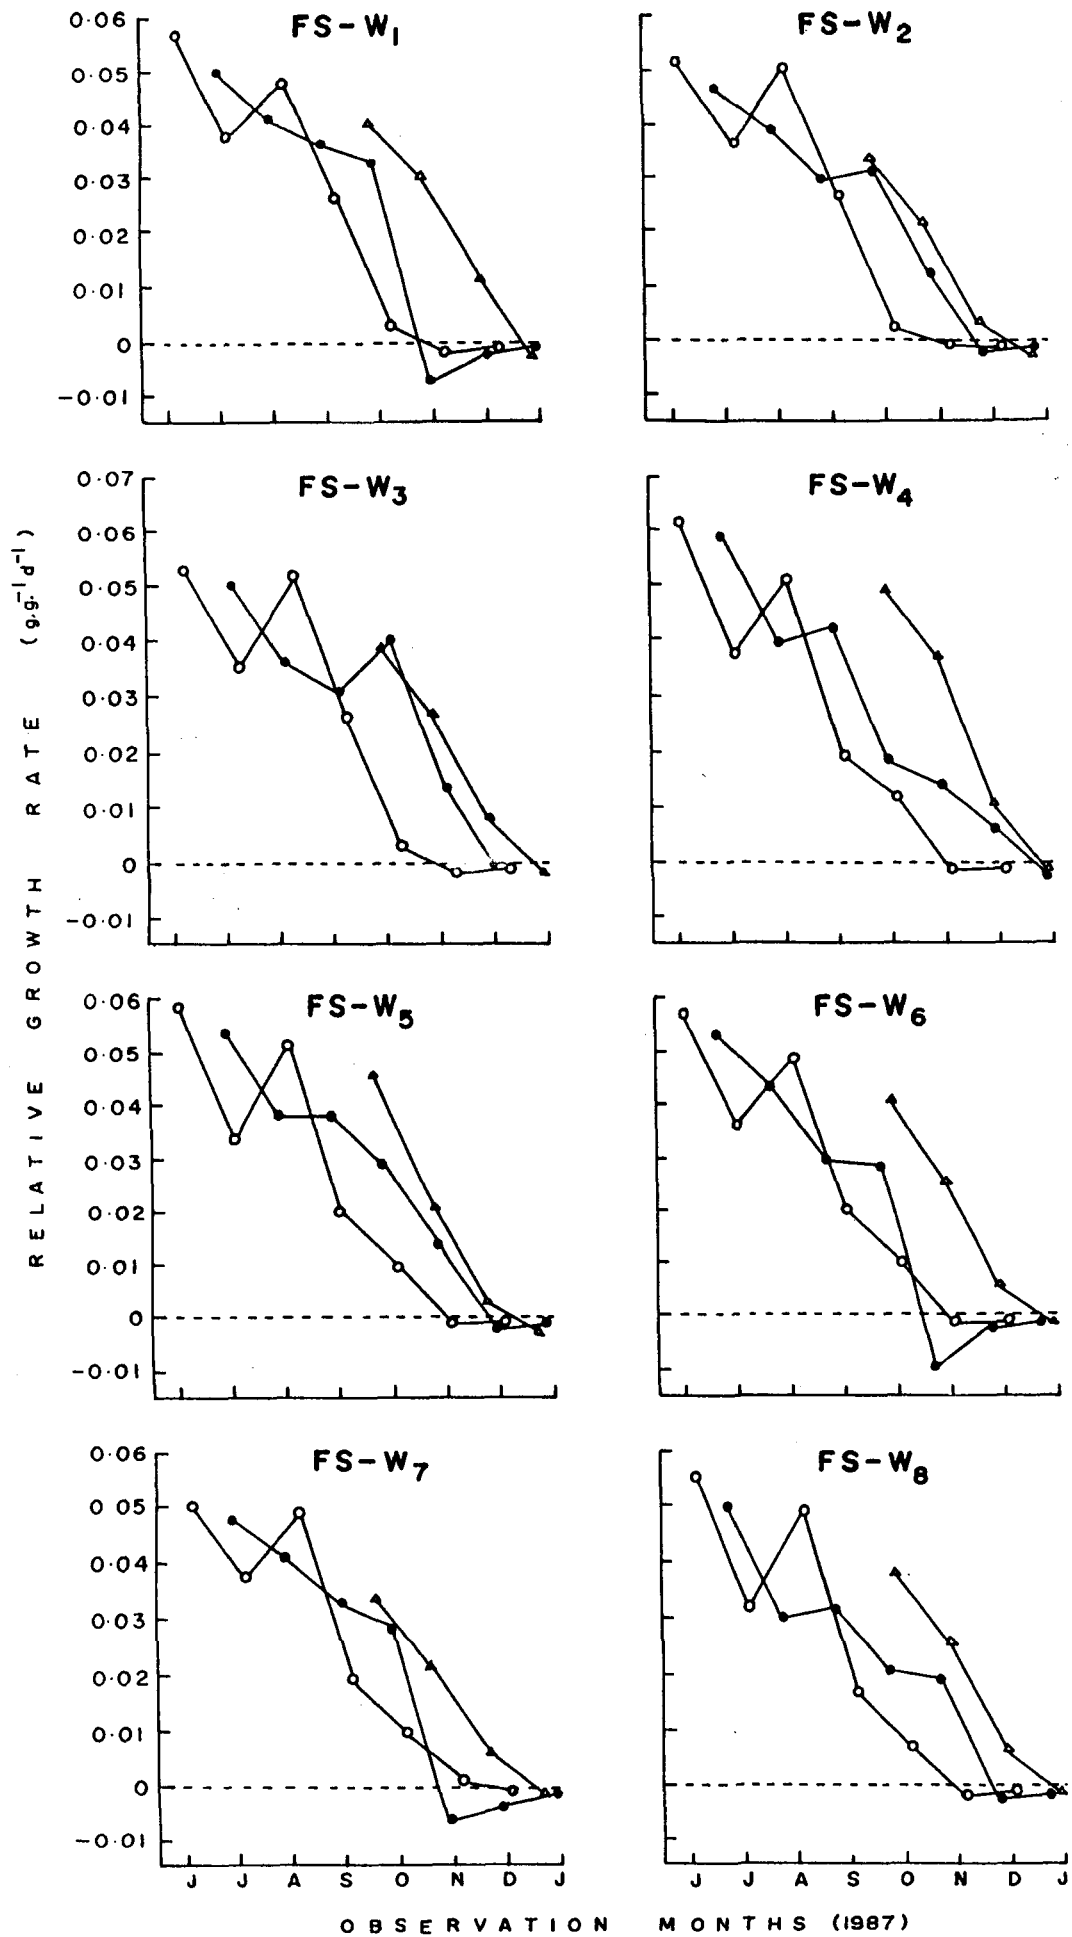 FS-W1
0.06
0.05
0.04
0.03
0.02
0.01
0
-0.01
FS-W2
FS-W3
0.07
0.06
0.05
0.04
0.03
0.02
0.01
0
-0.01
FS-W4
RELATIVE GROWTH RATE (g.g.⁻¹d⁻¹)
FS-W5
0.06
0.05
0.04
0.03
0.02
0.01
0
-0.01
FS-W6
FS-W7
0.06
0 05
0.04
0.03
0.02
0.01
0
-0.01
FS-W8
J J A S O N D J
J J A S O N D J
OBSERVATION MONTHS (1987)